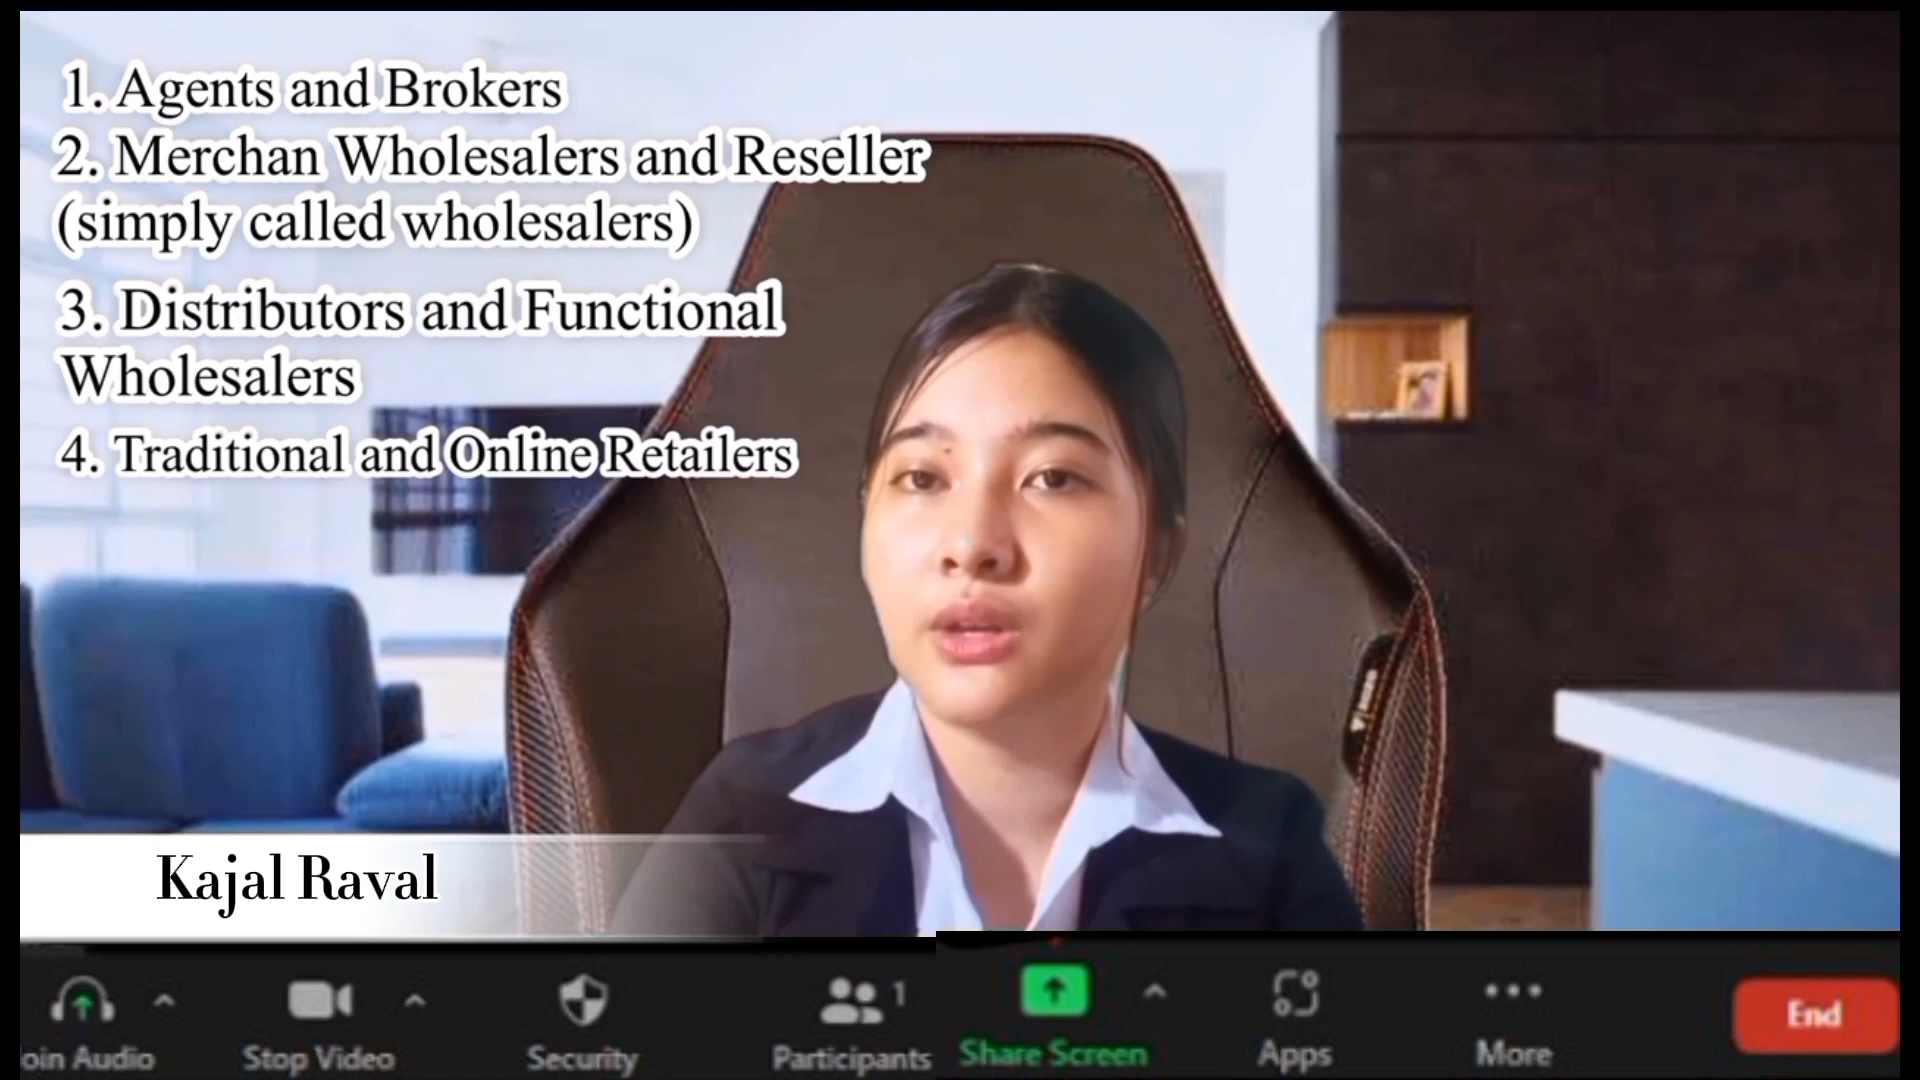 1. Agents and Brokers
2. Merchan Wholesalers and Reseller
(simply called wholesalers)
3. Distributors and Functional
Wholesalers
4. Traditional and Online Retailers
Kajal Raval
oin Audio
Stop Video
Security
Participants
1
Share Screen
Apps
More
End